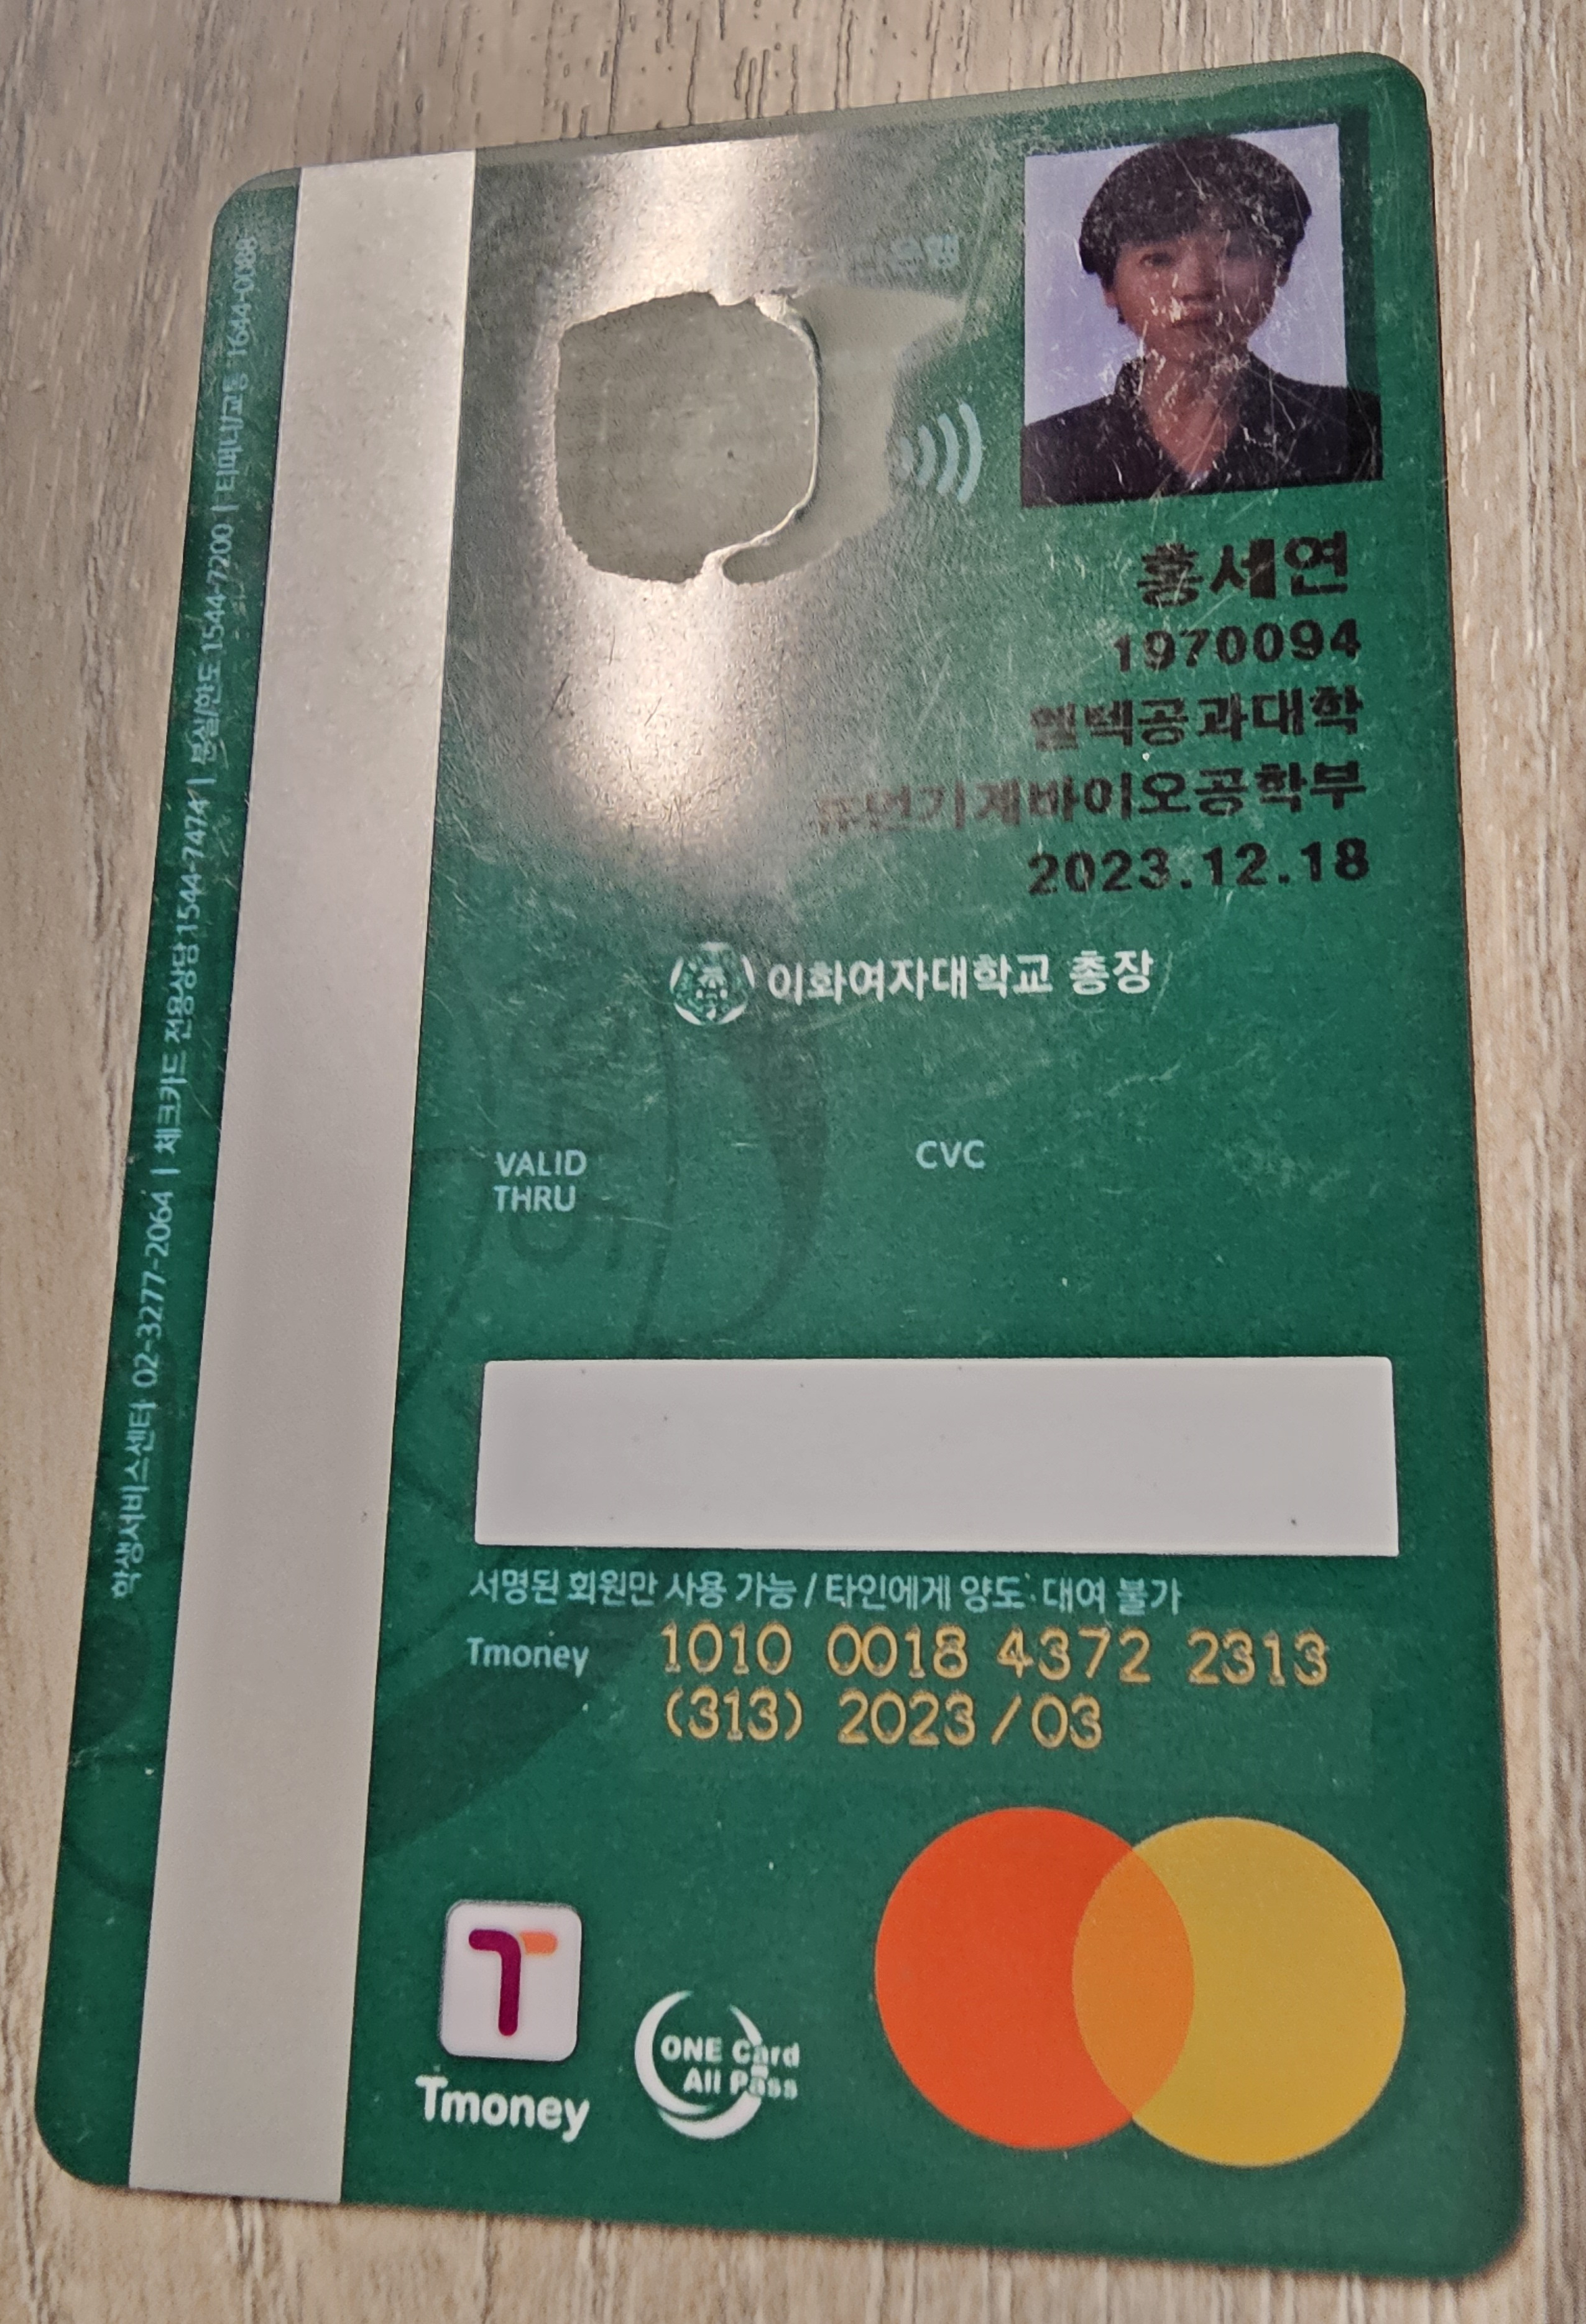 은행
홍세연
1970094
엘텍공과대학
휴먼기계바이오공학부
2023.12.18
이화여자대학교 총장
VALID
THRU
CVC
서명된 회원만 사용 가능 / 타인에게 양도·대여 불가
Tmoney 1010 0018 4372 2313
(313) 2023/03
Tmoney
ONE Card
All Pass
학생서비스센터 02-3277-2064 | 체크카드 전용상담 1544-7474 | 분실/한도 1544-7200 | 티머니/교통 1644-0088